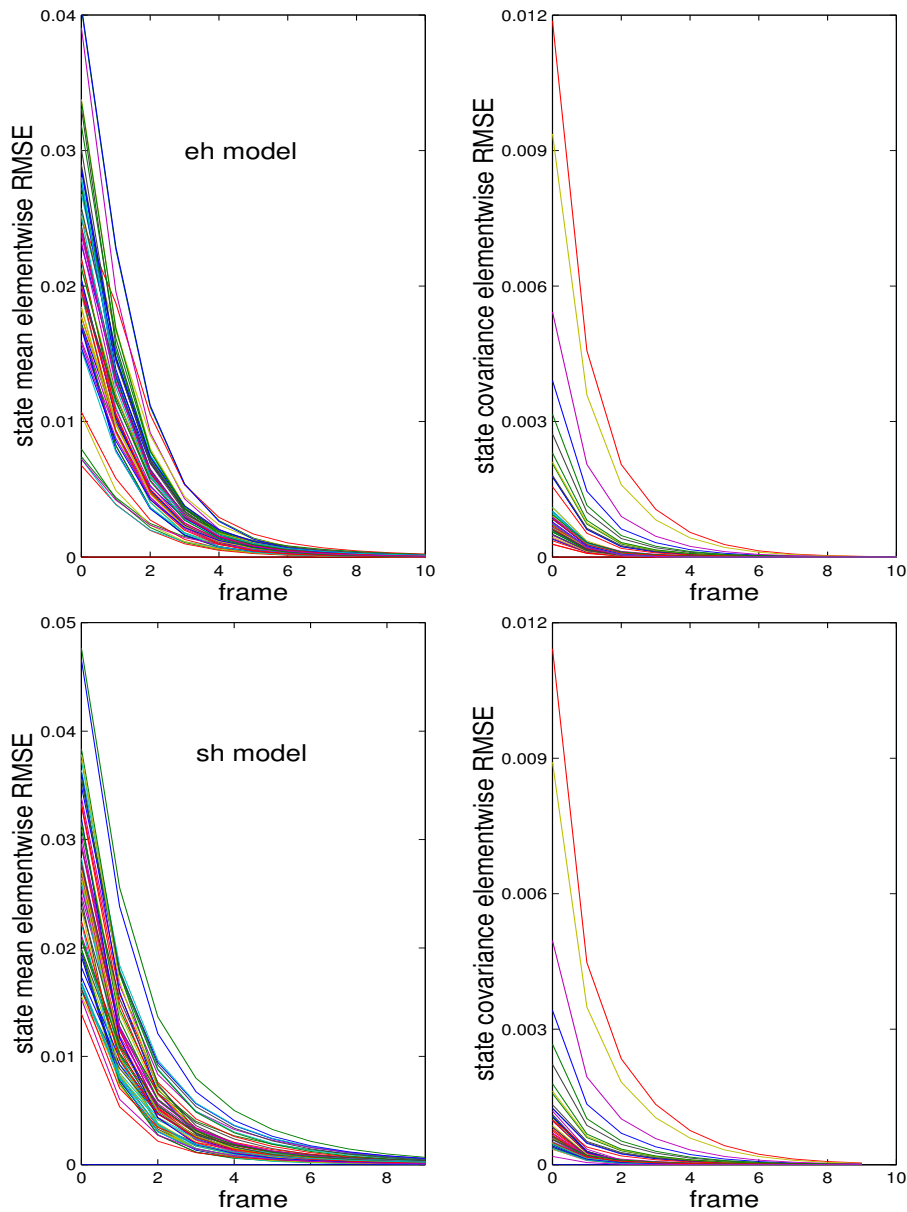 0.04
0.03
0.02
0.01
0
0 2 4 6 8 10
state mean elementwise RMSE
eh model
frame
0.012
0.009
0.006
0.003
0
0 2 4 6 8 10
state covariance elementwise RMSE
frame
0.05
0.04
0.03
0.02
0.01
0
0 2 4 6 8
state mean elementwise RMSE
sh model
frame
0.012
0.009
0.006
0.003
0
0 2 4 6 8 10
state covariance elementwise RMSE
frame